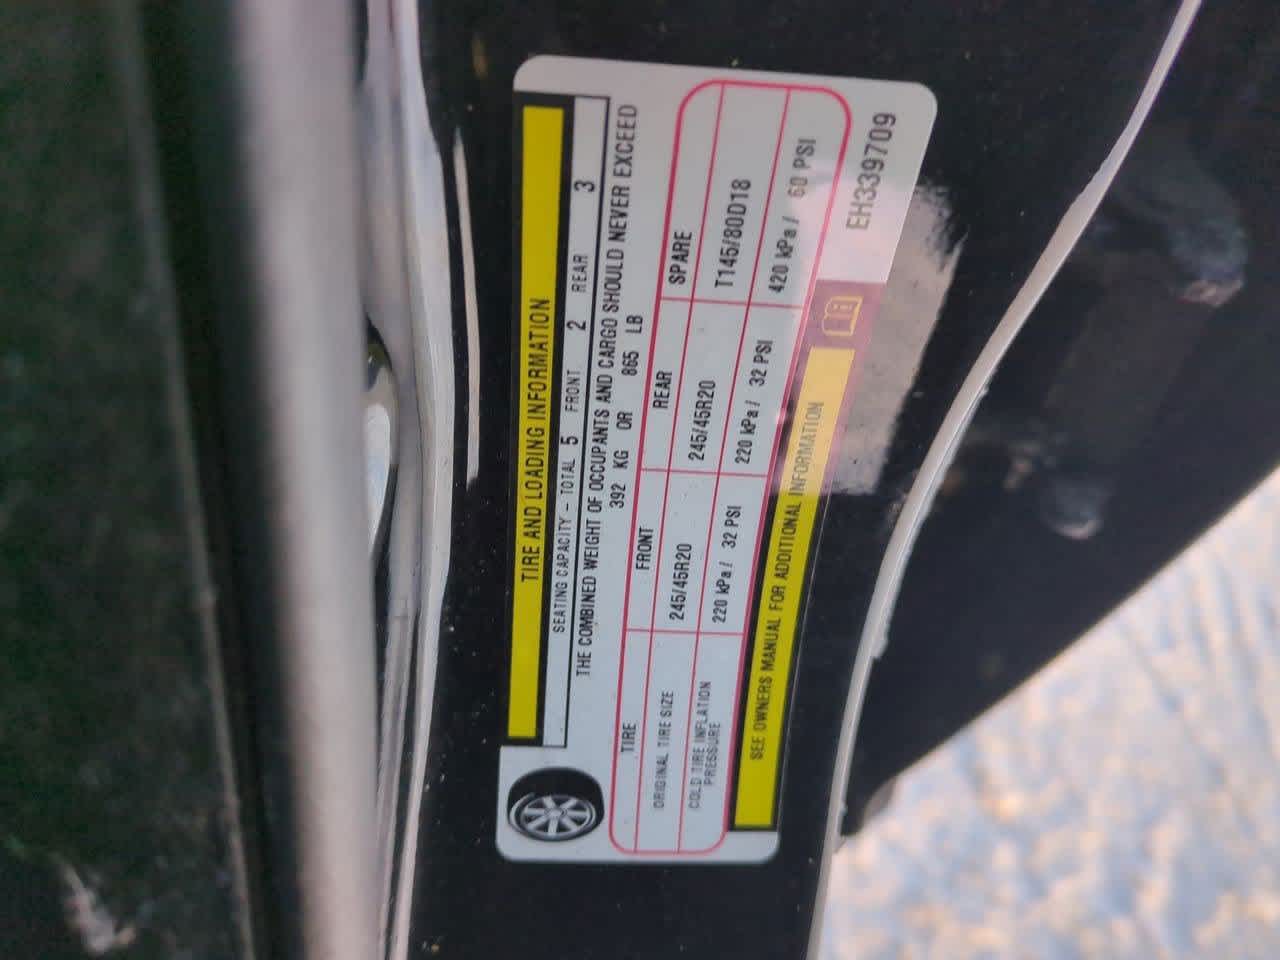 TIRE AND LOADING INFORMATION
SEATING CAPACITY – TOTAL 5 FRONT 2 REAR 3
THE COMBINED WEIGHT OF OCCUPANTS AND CARGO SHOULD NEVER EXCEED
392 KG OR 865 LB
TIRE FRONT REAR SPARE
ORIGINAL TIRE SIZE 245/45R20 245/45R20 T145/80D18
COLD TIRE INFLATION PRESSURE 220 kPa/ 32 PSI 220 kPa/ 32 PSI 420 kPa/ 60 PSI
SEE OWNERS MANUAL FOR ADDITIONAL INFORMATION
EH339709